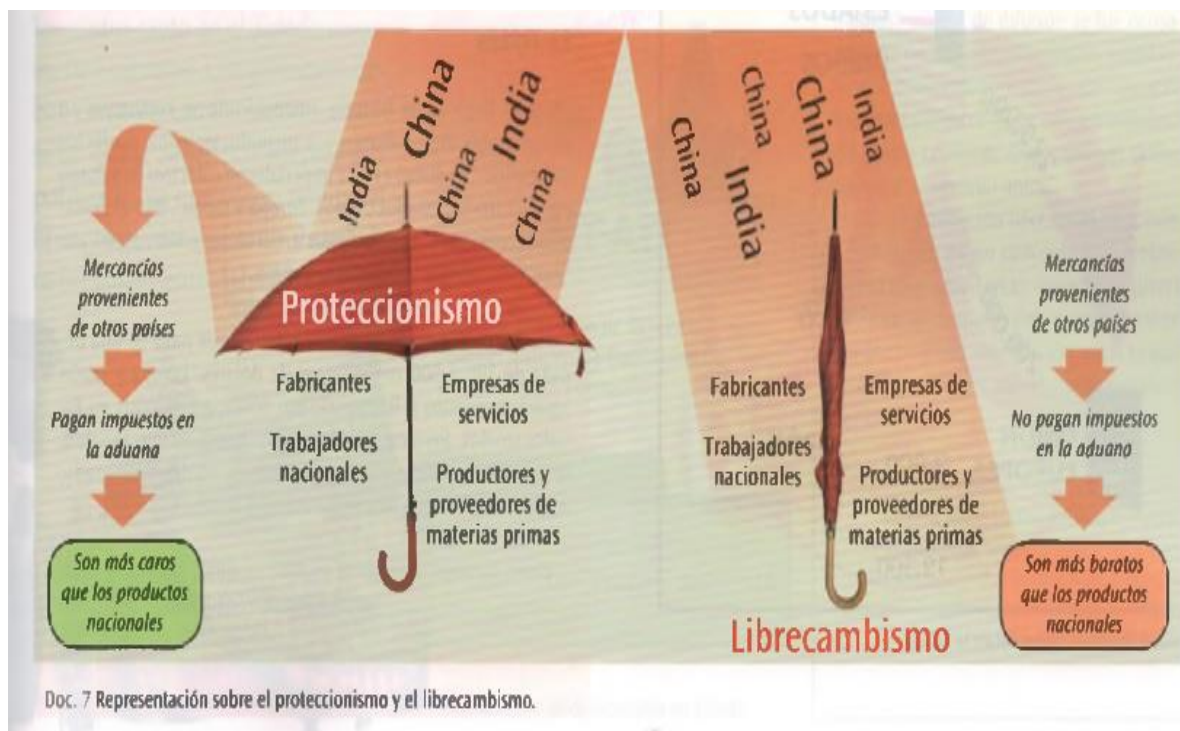 China
India
India
China
China
Proteccionismo
Mercancías
provenientes
de otros países
Pagan impuestos en
la aduana
Son más caros
que los productos
nacionales
Fabricantes
Trabajadores
nacionales
Empresas de
servicios
Productores y
proveedores de
materias primas
China
China
India
China
India
Fabricantes
Trabajadores
nacionales
Empresas de
servicios
Productores y
proveedores de
materias primas
Librecambismo
Mercancías
provenientes
de otros países
No pagan impuestos
en la aduana
Son más baratos
que los productos
nacionales
Doc. 7 Representación sobre el proteccionismo y el librecambismo.